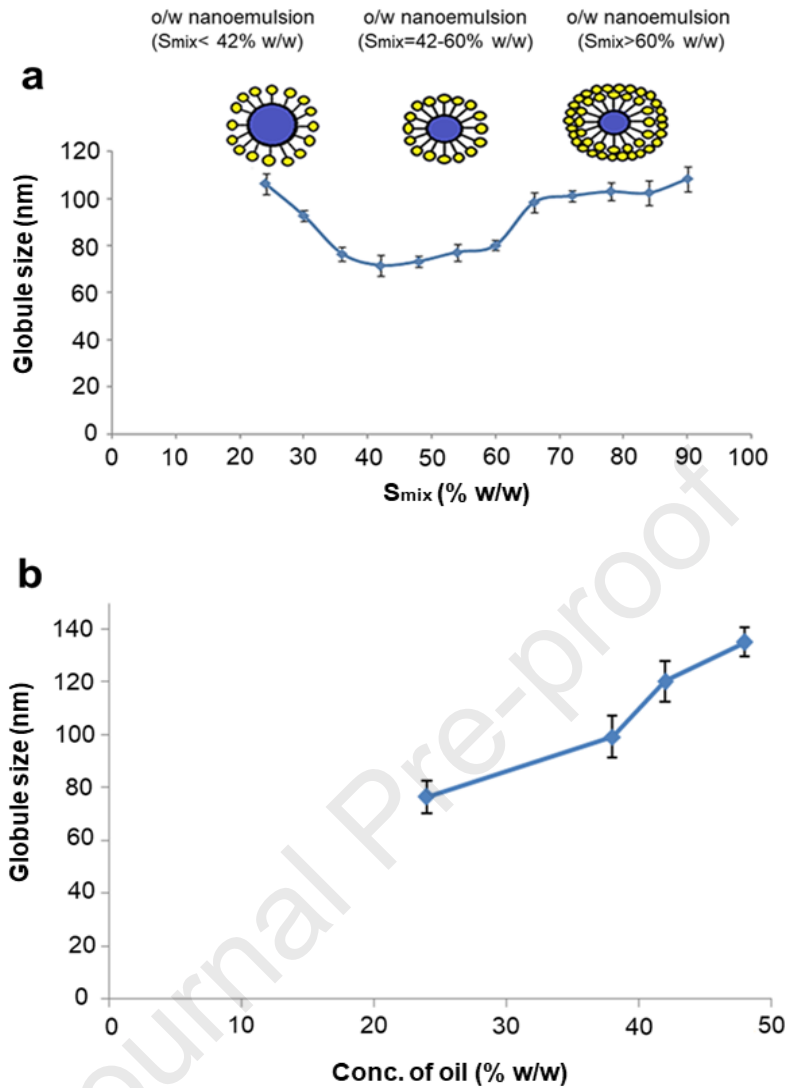 o/w nanoemulsion o/w nanoemulsion o/w nanoemulsion
(Smix< 42% w/w) (Smix=42-60% w/w) (Smix>60% w/w)
a
120
100
80
60
40
20
0
Globule size (nm)
0 10 20 30 40 50 60 70 80 90 100
Smix (% w/w)
b
140
120
100
80
60
40
20
0
Globule size (nm)
0 10 20 30 40 50
Conc. of oil (% w/w)
Journal Pre-proof